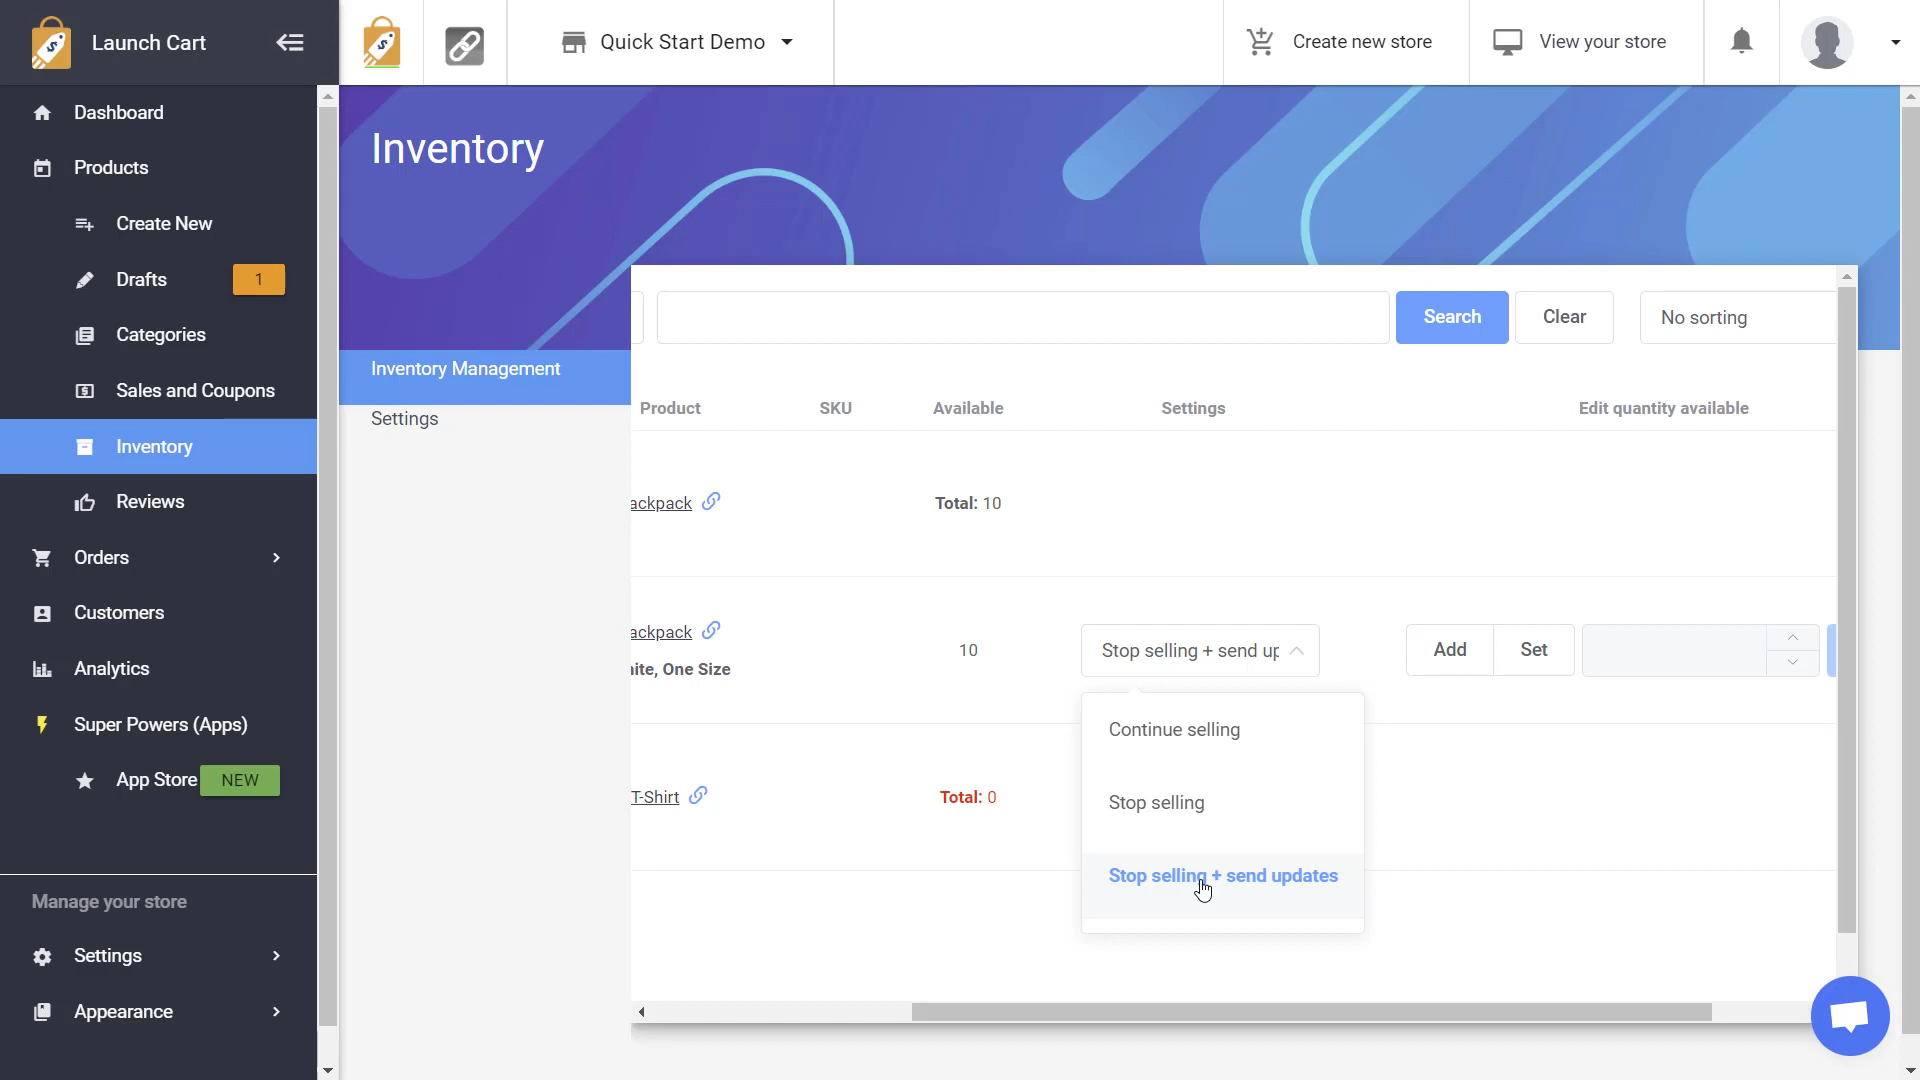 Launch Cart
Quick Start Demo
Create new store
View your store
Dashboard
Products
Create New
Drafts 1
Categories
Sales and Coupons
Inventory
Reviews
Orders
Customers
Analytics
Super Powers (Apps)
App Store NEW
Manage your store
Settings
Appearance
Inventory
Inventory Management
Settings
Search Clear No sorting
Product SKU Available Settings Edit quantity available
ackpack Total: 10
ackpack
ite, One Size
10 Stop selling + send up Add Set
Continue selling
Stop selling
Stop selling + send updates
T-Shirt Total: 0